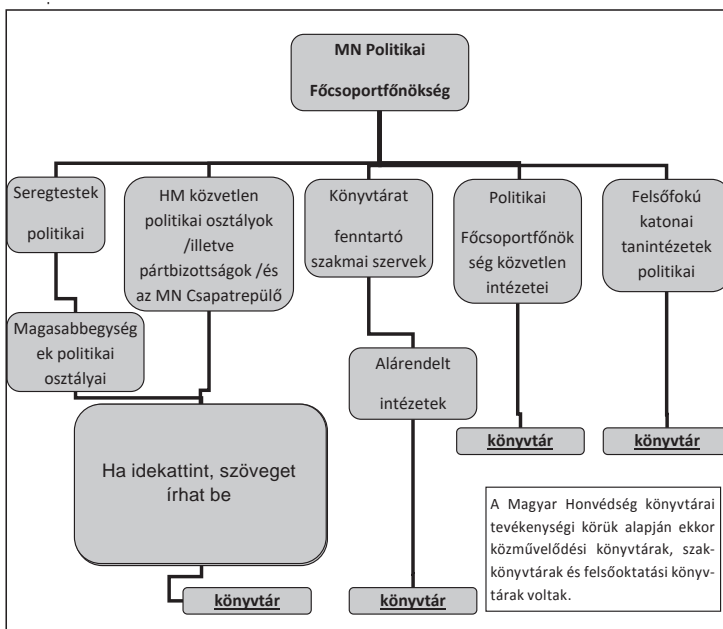 MN Politikai
Főcsoportfőnökség
Seregtestek
politikai
HM közvetlen
politikai osztályok
/illetve
pártbizottságok /és
az MN Csapatrepülő
Könyvtárat
fenntartó
szakmai szervek
Politikai
Főcsoportfőnök
ség közvetlen
intézetei
Felsőfokú
katonai
tanintézetek
politikai
Magasabbegység
ek politikai
osztályai
Alárendelt
intézetek
Ha idekattint, szöveget
írhat be
könyvtár
könyvtár
A Magyar Honvédség könyvtárai
tevékenységi körük alapján ekkor
közművelődési könyvtárak, szak-
könyvtárak és felsőoktatási könyv-
tárak voltak.
könyvtár
könyvtár